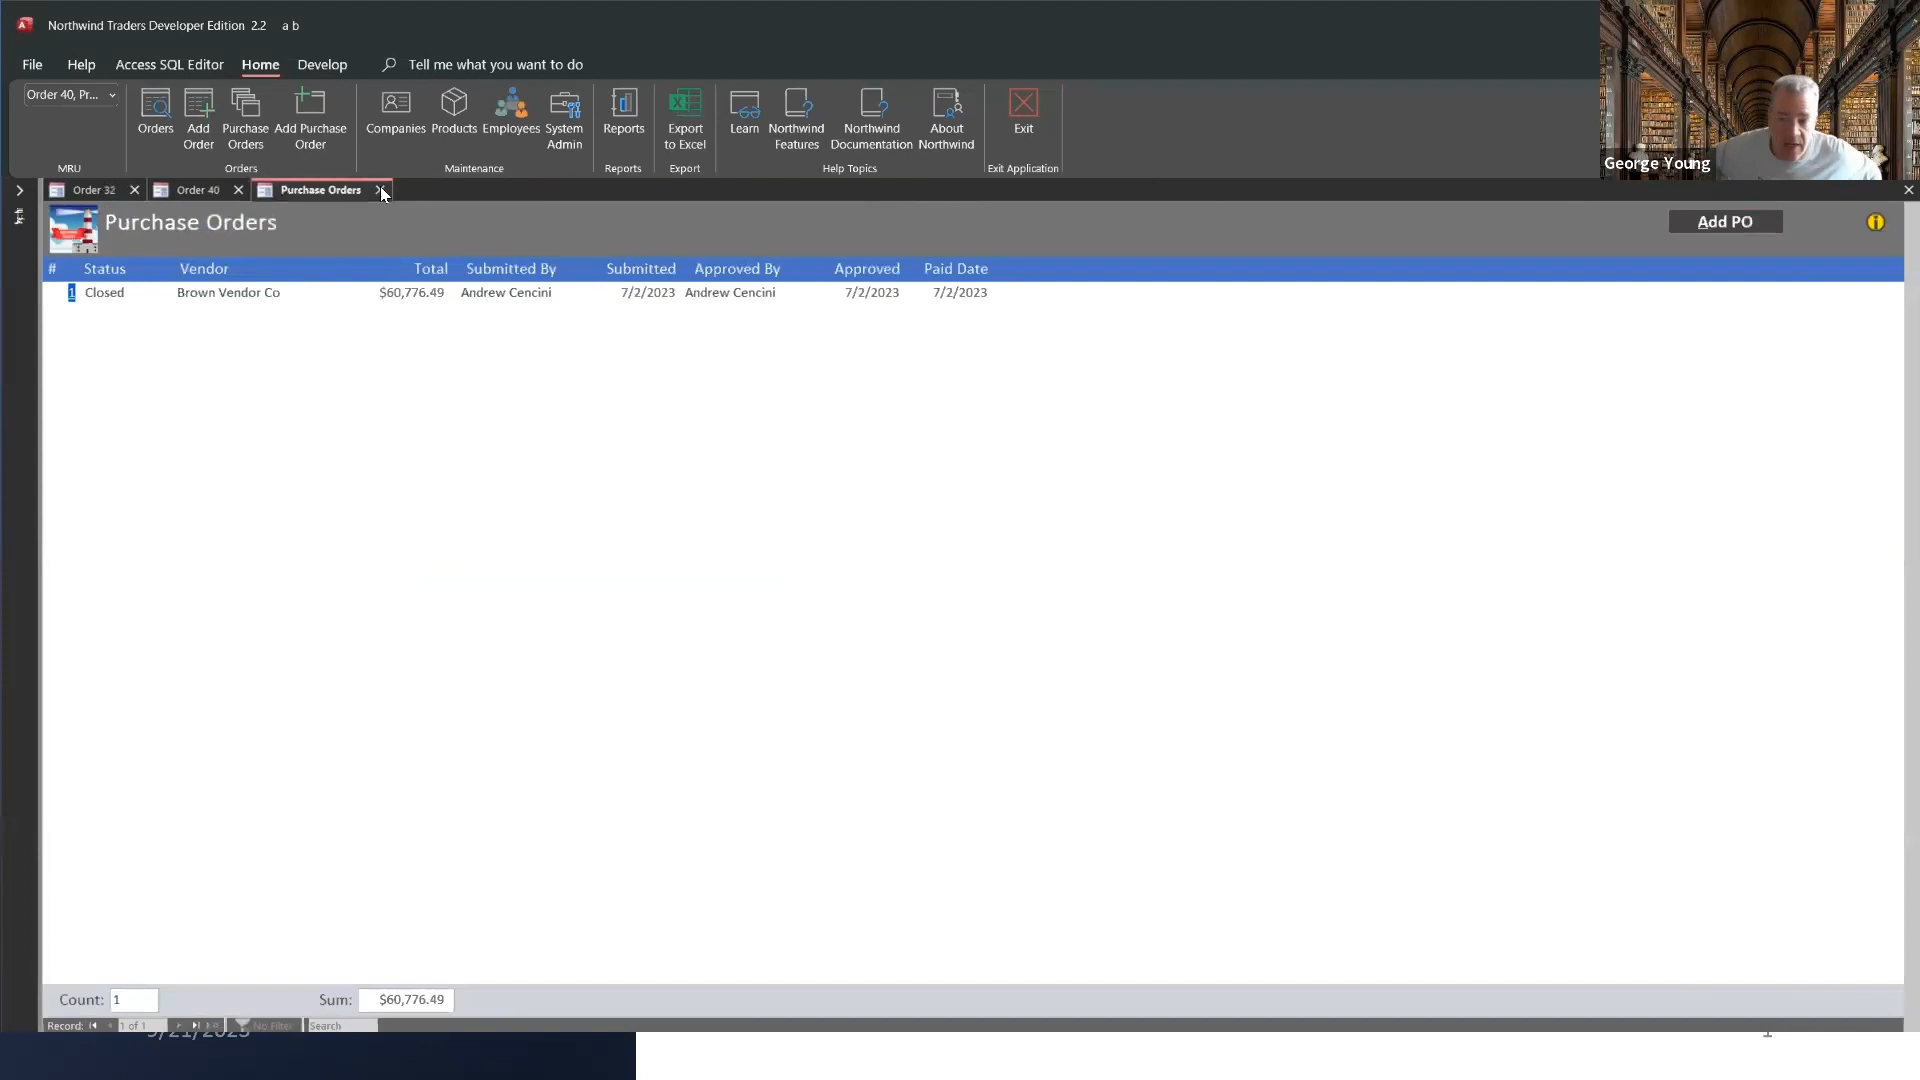 Northwind Traders Developer Edition 2.2 a b
File Help Access SQL Editor Home Develop Tell me what you want to do
Order 40, Pr...
Orders
Add Order
Purchase Orders
Add Purchase Order
Companies
Products
Employees
System Admin
Reports
Export to Excel
Learn
Northwind Features
Northwind Documentation
About Northwind
Exit
MRU Orders Maintenance Reports Export Help Topics Exit Application
George Young
Order 32 Order 40 Purchase Orders
Purchase Orders
Add PO
# Status Vendor Total Submitted By Submitted Approved By Approved Paid Date
1 Closed Brown Vendor Co $60,776.49 Andrew Cencini 7/2/2023 Andrew Cencini 7/2/2023 7/2/2023
Count: 1 Sum: $60,776.49
Record: 1 of 1 No Filter Search
9/21/2023